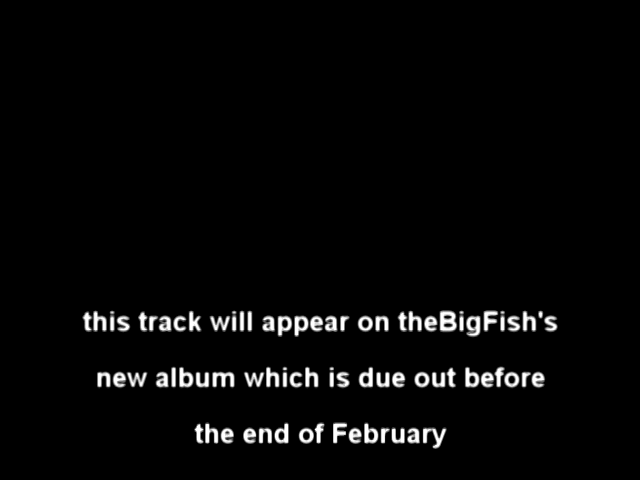 this track will appear on theBigFish's
new album which is due out before
the end of February